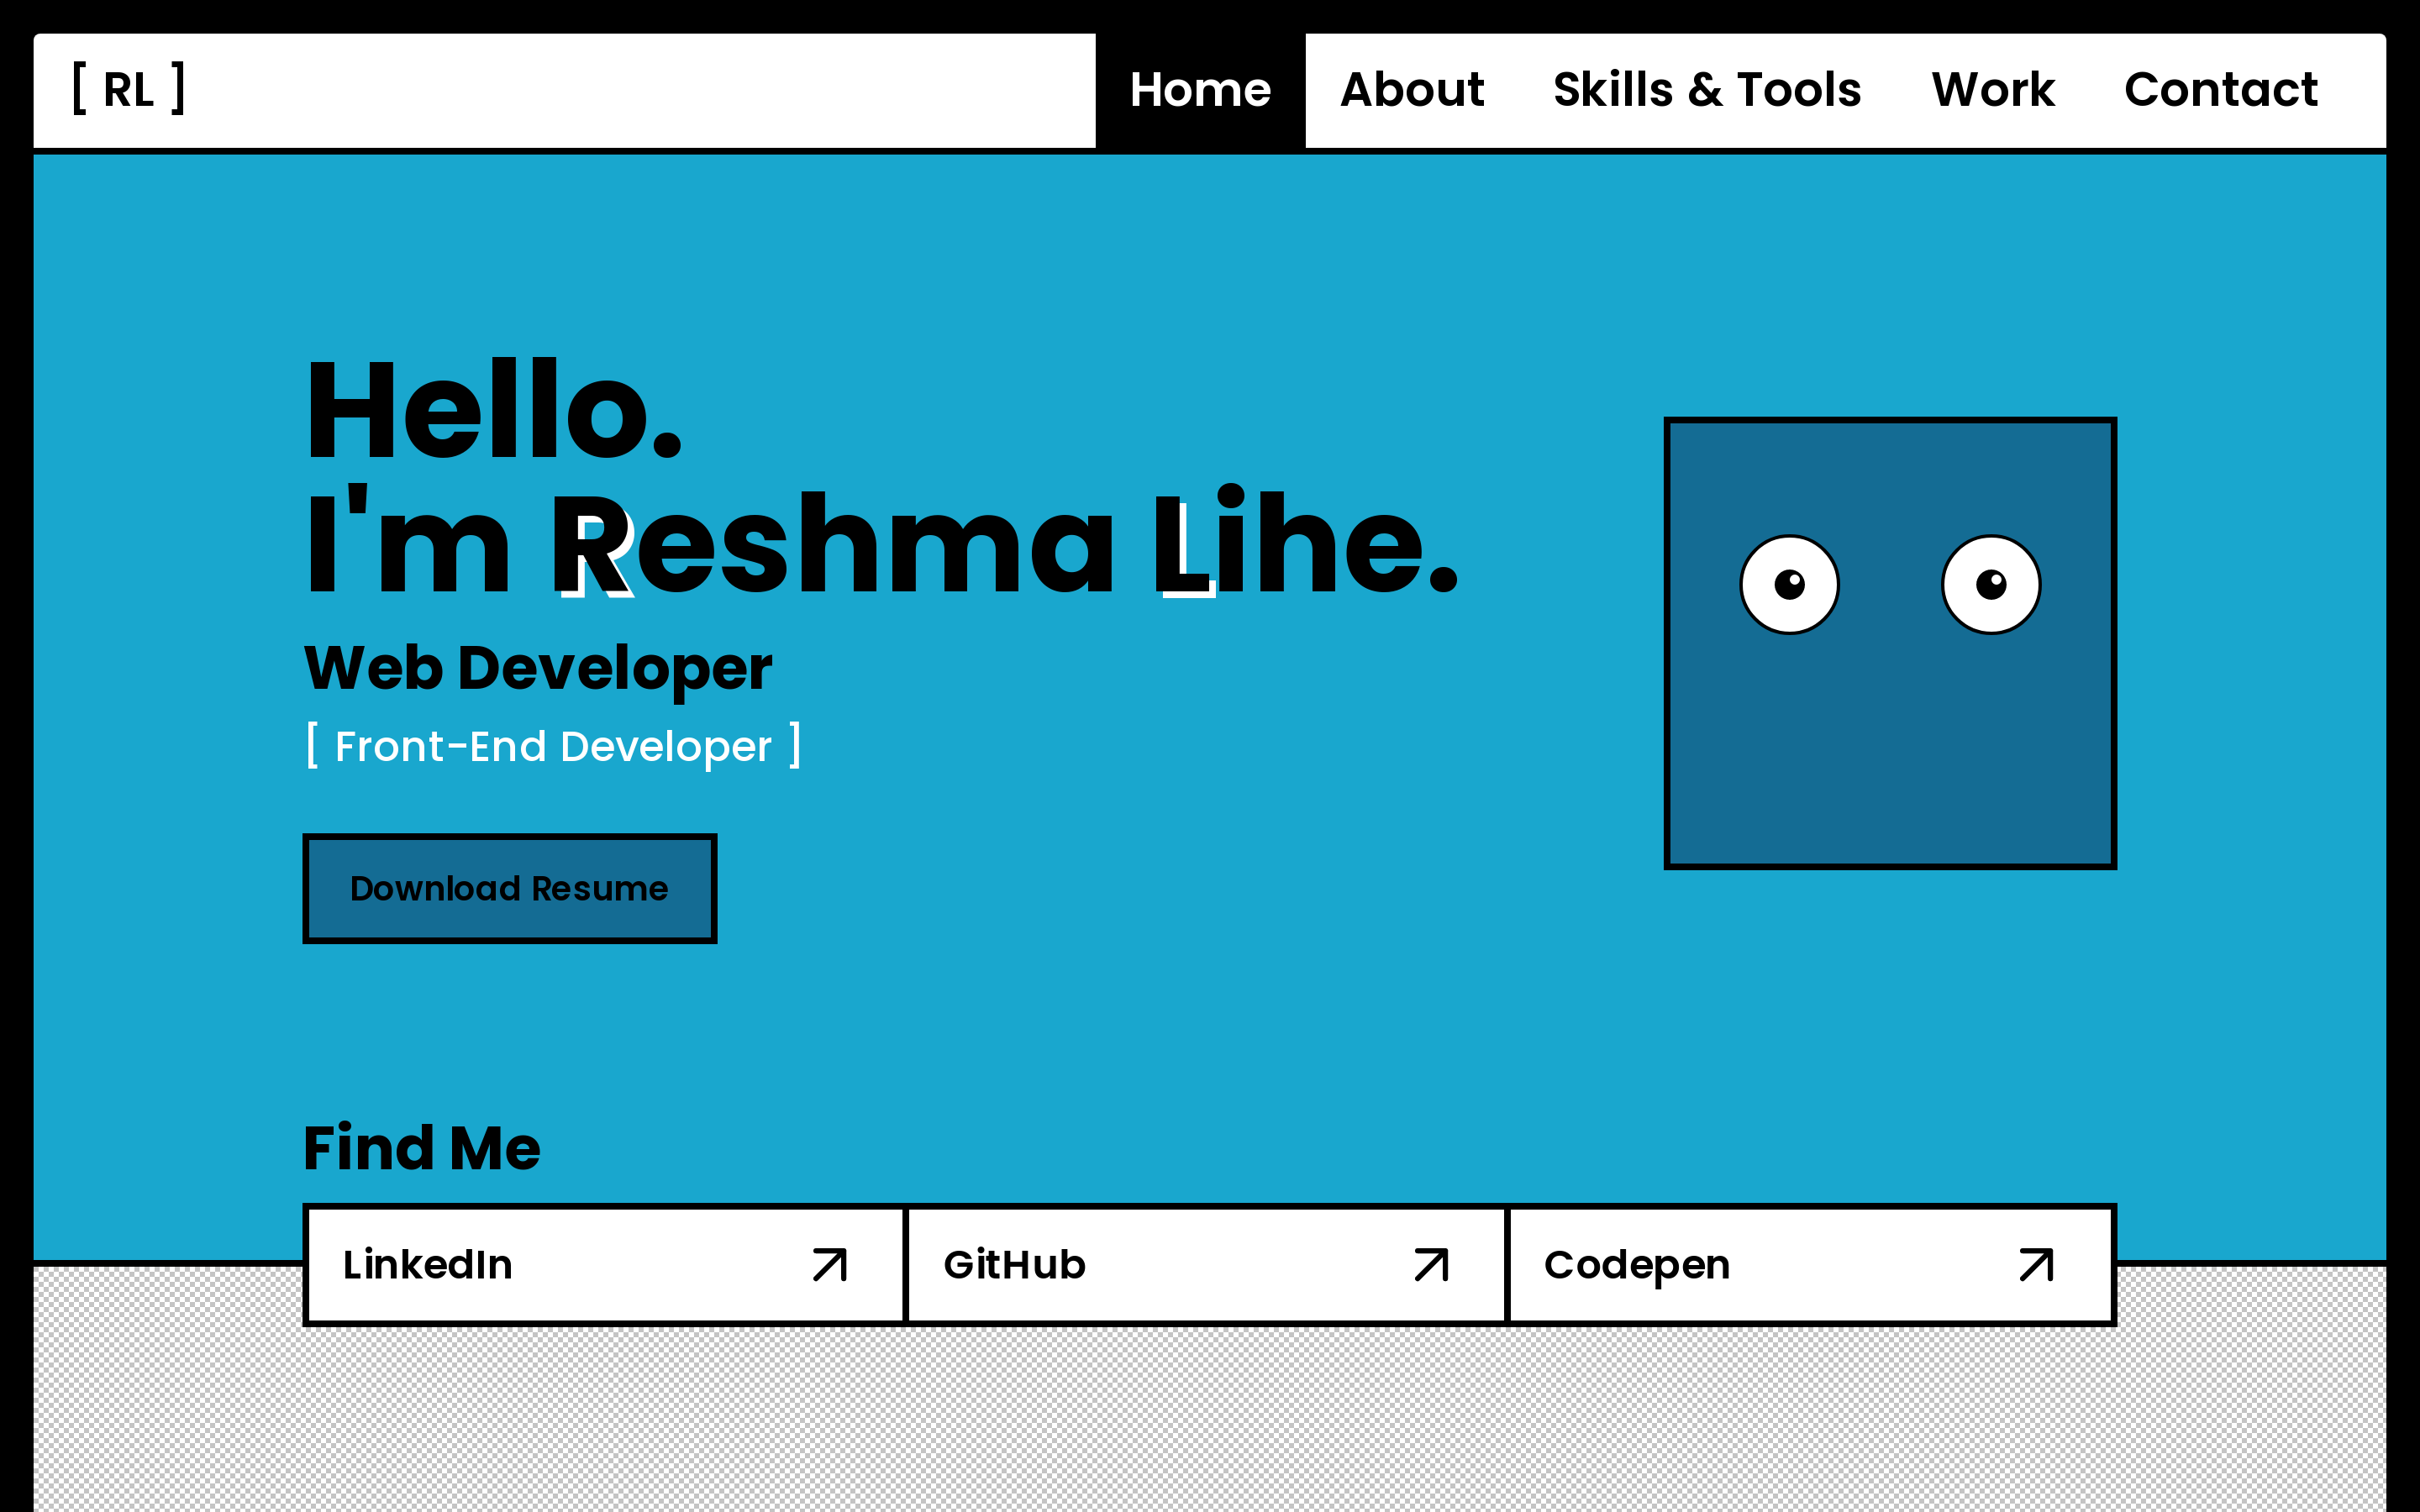 [ RL ]
Home
About
Skills & Tools
Work
Contact
Hello.
I'm Reshma Lihe.
Web Developer
[ Front-End Developer ]
Download Resume
Find Me
LinkedIn
GitHub
Codepen